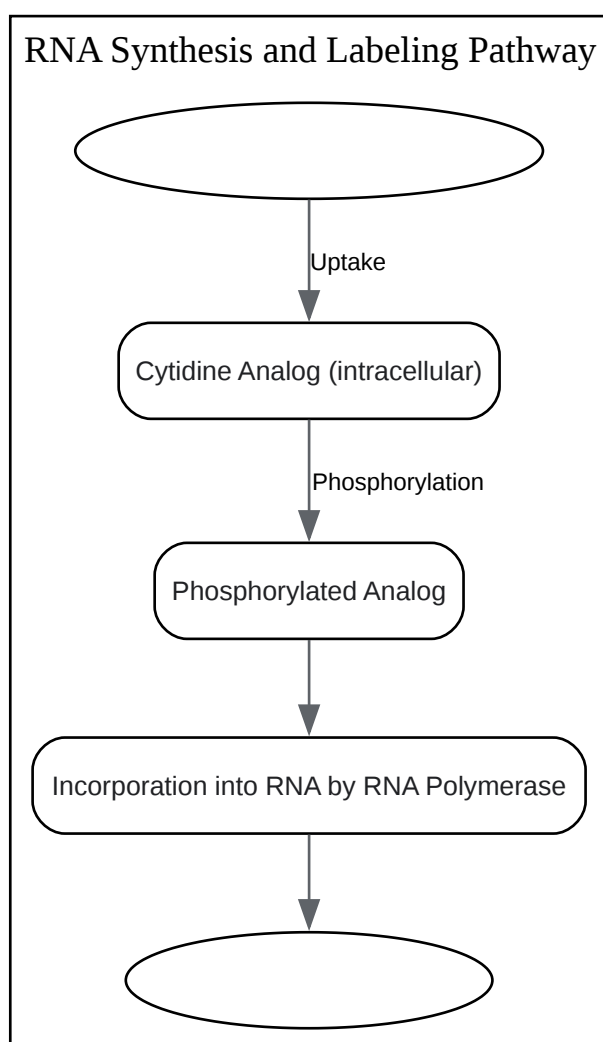 RNA Synthesis and Labeling Pathway
Uptake
Cytidine Analog (intracellular)
Phosphorylation
Phosphorylated Analog
Incorporation into RNA by RNA Polymerase